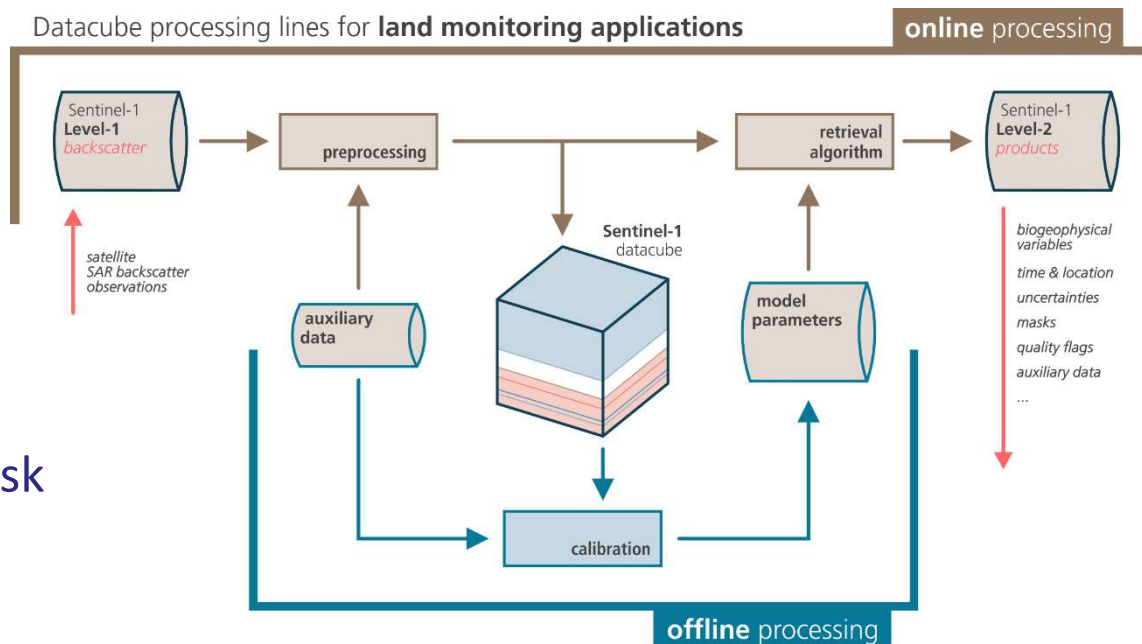 Datacube processing lines for land monitoring applications
online processing
Sentinel-1
Level-1
backscatter
preprocessing
retrieval
algorithm
Sentinel-1
Level-2
products
satellite
SAR backscatter
observations
Sentinel-1
datacube
auxiliary
data
model
parameters
biogeophysical
variables
time & location
uncertainties
masks
quality flags
auxiliary data
...
sk
calibration
offline processing